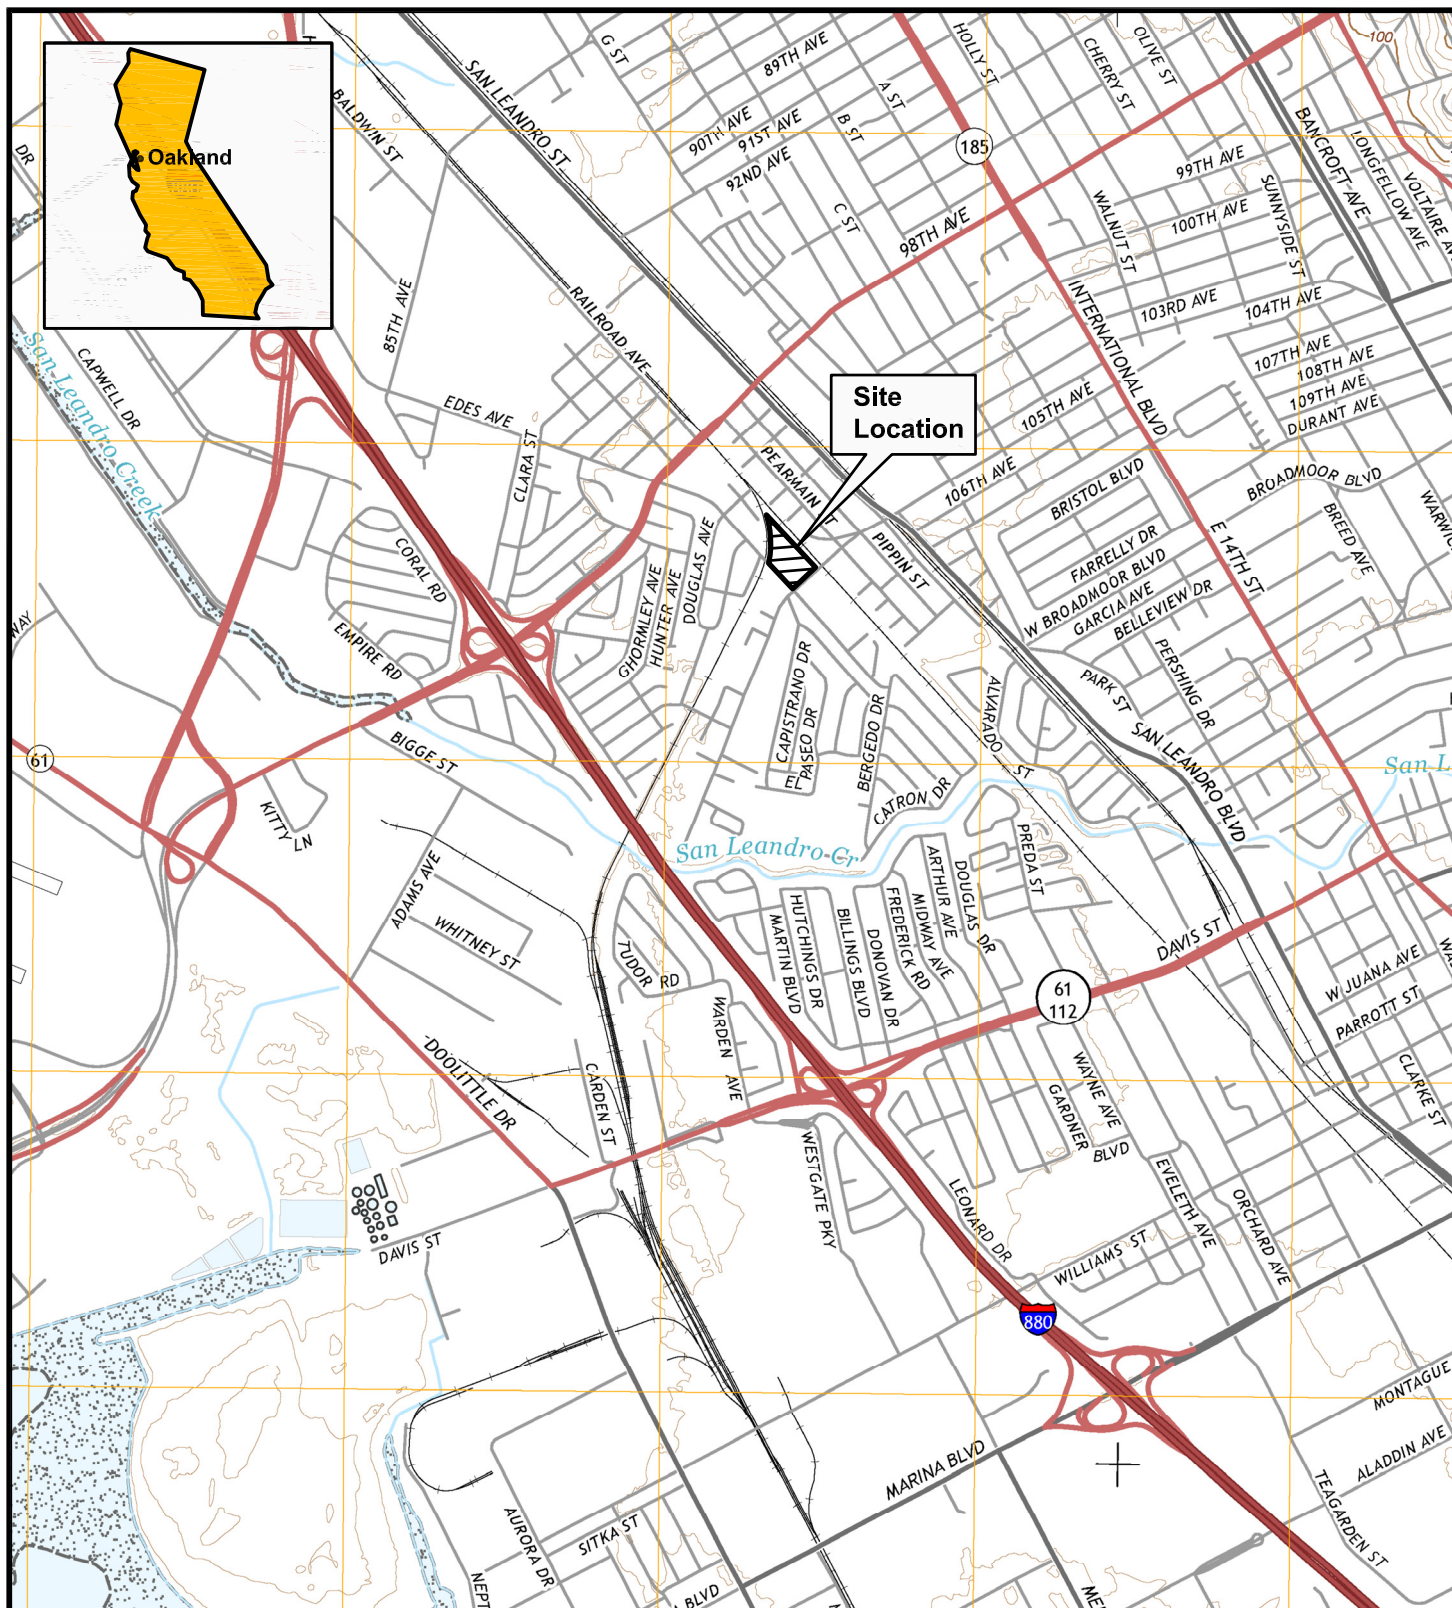 Oakland
Site
Location
G ST
89TH AVE
A ST
B ST
HOLLY ST
CHERRY ST
OLIVE ST
100
SAN LEANDRO ST
BALDWIN ST
90TH AVE
91ST AVE
92ND AVE
C ST
98TH AVE
185
BANCROFT AVE
LONGFELLOW AVE
VOLTAIRE AV
99TH AVE
100TH AVE
SUNNYSIDE ST
WALNUT ST
DR
85TH AVE
RAILROAD AVE
INTERNATIONAL BLVD
103RD AVE
104TH AVE
107TH AVE
108TH AVE
109TH AVE
DURANT AVE
San Leandro Creek
CAPWELL DR
EDES AVE
CLARA ST
105TH AVE
106TH AVE
PEARMAIN ST
PIPPIN ST
BRISTOL BLVD
BROADMOOR BLVD
WARWI
BREED AVE
E 14TH ST
FARRELLY DR
W BROADMOOR BLVD
GARCIA AVE
BELLEVIEW DR
CORAL RD
EMPIRE RD
GHORMLEY AVE
HUNTER AVE
DOUGLAS AVE
WAY
PERSHING DR
PARK ST
ALVARADO ST
SAN LEANDRO BLVD
CAPISTRANO DR
EL PASEO DR
BERGEDO DR
CATRON DR
61
BIGGE ST
KITTY LN
San L
San Leandro Cr
PREDA ST
DOUGLAS DR
ARTHUR AVE
MIDWAY AVE
FREDERICK RD
DONOVAN DR
BILLINGS BLVD
HUTCHINGS DR
MARTIN BLVD
ADAMS AVE
WHITNEY ST
TUDOR RD
DAVIS ST
61
112
W JUANA AVE
PARROTT ST
CLARKE ST
WARDEN AVE
CARDEN ST
DOOLITTLE DR
WAYNE AVE
GARDNER BLVD
WESTGATE PKY
LEONARD DR
EVELETH AVE
ORCHARD AVE
WILLIAMS ST
DAVIS ST
880
MONTAGUE
ALADDIN AVE
TEAGARDEN ST
MARINA BLVD
AURORA DR
SITKA ST
NEPT
BLVD